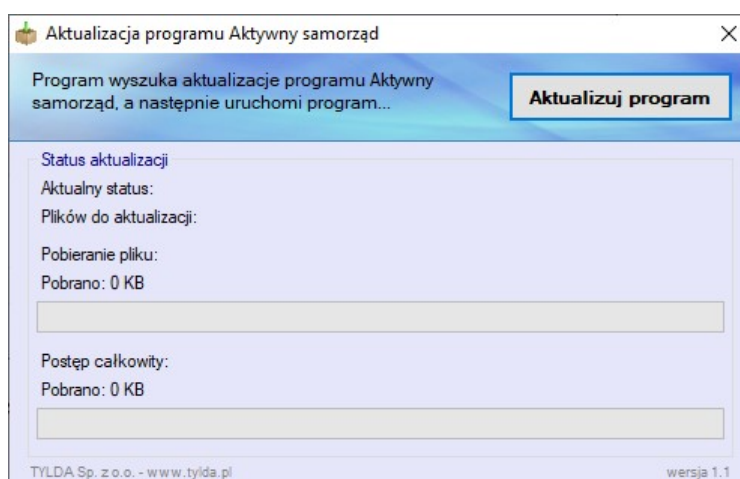 Aktualizacja programu Aktywny samorząd
Program wyszuka aktualizacje programu Aktywny
samorząd, a następnie uruchomi program...
Aktualizuj program
Status aktualizacji
Aktualny status:
Plików do aktualizacji:
Pobieranie pliku:
Pobrano: 0 KB
Postęp całkowity:
Pobrano: 0 KB
TYLDA Sp. z o.o. - www.tylda.pl
wersja 1.1